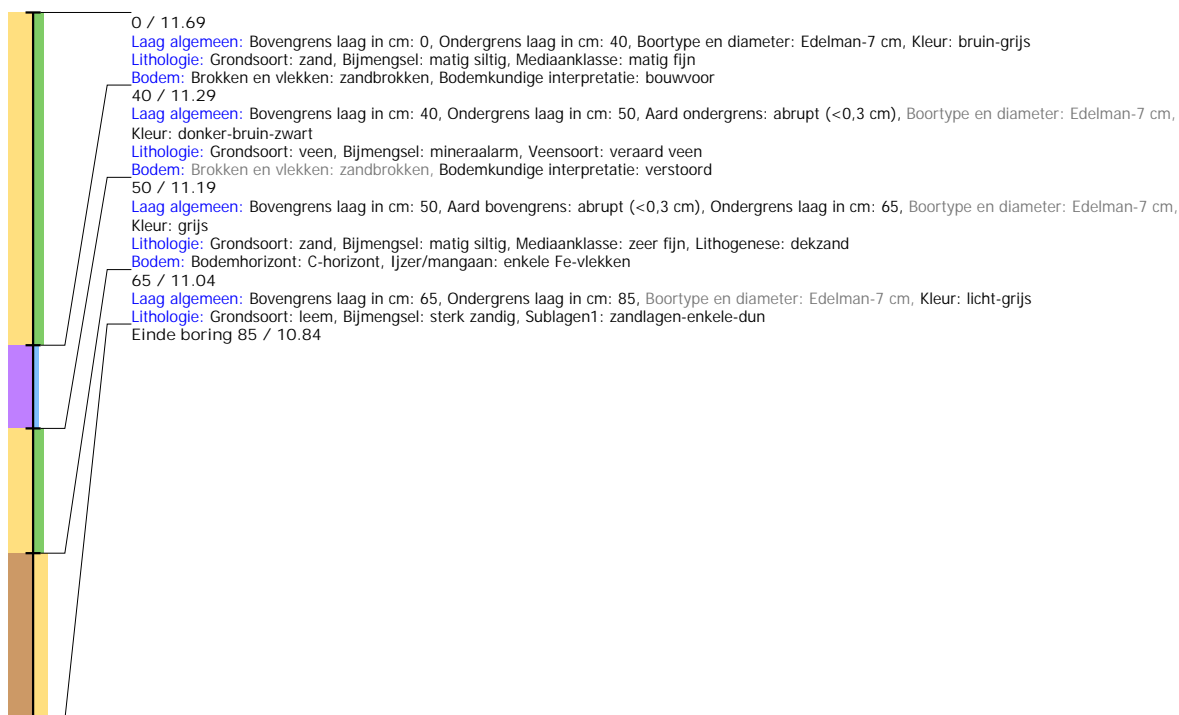 0 / 11.69
Laag algemeen: Bovengrens laag in cm: 0, Ondergrens laag in cm: 40, Boortype en diameter: Edelman-7 cm, Kleur: bruin-grijs
Lithologie: Grondsoort: zand, Bijmengsel: matig siltig, Mediaanklasse: matig fijn
Bodem: Brokken en vlekken: zandbrokken, Bodemkundige interpretatie: bouwvoor
40 / 11.29
Laag algemeen: Bovengrens laag in cm: 40, Ondergrens laag in cm: 50, Aard ondergrens: abrupt (<0,3 cm), Boortype en diameter: Edelman-7 cm,
Kleur: donker-bruin-zwart
Lithologie: Grondsoort: veen, Bijmengsel: mineraalarm, Veensoort: veraard veen
Bodem: Brokken en vlekken: zandbrokken, Bodemkundige interpretatie: verstoord
50 / 11.19
Laag algemeen: Bovengrens laag in cm: 50, Aard bovengrens: abrupt (<0,3 cm), Ondergrens laag in cm: 65, Boortype en diameter: Edelman-7 cm,
Kleur: grijs
Lithologie: Grondsoort: zand, Bijmengsel: matig siltig, Mediaanklasse: zeer fijn, Lithogenese: dekzand
Bodem: Bodemhorizont: C-horizont, Ijzer/mangaan: enkele Fe-vlekken
65 / 11.04
Laag algemeen: Bovengrens laag in cm: 65, Ondergrens laag in cm: 85, Boortype en diameter: Edelman-7 cm, Kleur: licht-grijs
Lithologie: Grondsoort: leem, Bijmengsel: sterk zandig, Sublagen1: zandlagen-enkele-dun
Einde boring 85 / 10.84